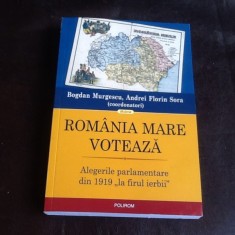 ROMÂNIA MARE
Bogdan Murgescu, Andrei Florin Sora
(coordonatori)
ROMÂNIA MARE
VOTEAZĂ
Alegerile parlamentare
din 1919 „la firul ierbii”
POLIROM